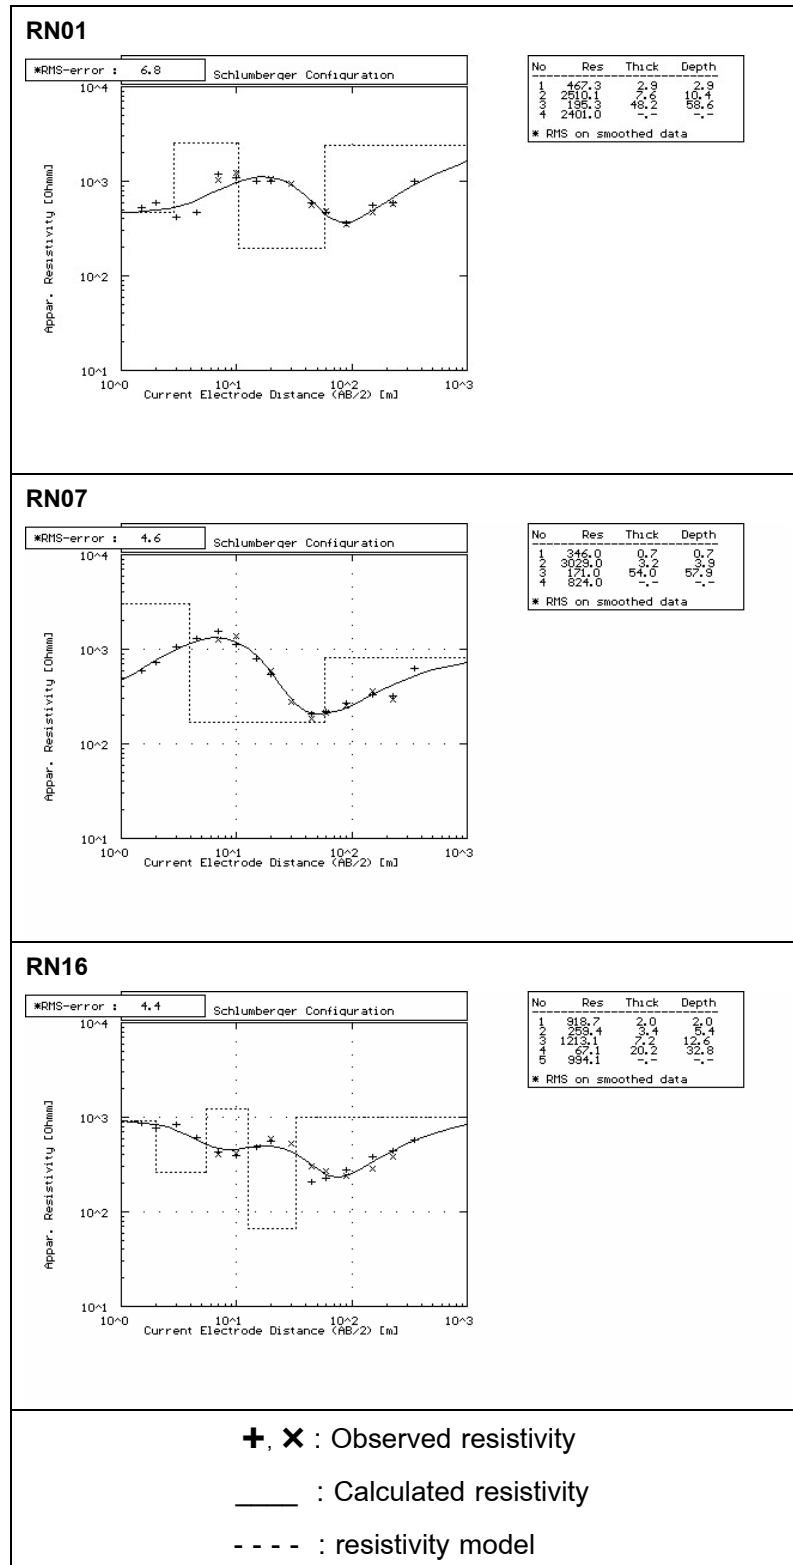 RN01
*RMS-error : 6.8
Schlumberger Configuration
No Res Thick Depth
1 467.3 2.9 2.9
2 2510.1 7.6 10.4
3 195.3 48.2 58.6
4 2401.0 -.- -.-
* RMS on smoothed data
Appar. Resistivity [Ohmm]
10^4
10^3
10^2
10^1
10^0 10^1 10^2 10^3
Current Electrode Distance (AB/2) [m]
RN07
*RMS-error : 4.6
Schlumberger Configuration
No Res Thick Depth
1 346.0 0.7 0.7
2 3029.0 3.2 3.9
3 171.0 54.0 57.9
4 824.0 -.- -.-
* RMS on smoothed data
Appar. Resistivity [Ohmm]
10^4
10^3
10^2
10^1
10^0 10^1 10^2 10^3
Current Electrode Distance (AB/2) [m]
RN16
*RMS-error : 4.4
Schlumberger Configuration
No Res Thick Depth
1 918.7 2.0 2.0
2 259.4 3.4 5.4
3 1213.1 7.2 12.6
4 67.1 20.2 32.8
5 994.1 -.- -.-
* RMS on smoothed data
Appar. Resistivity [Ohmm]
10^4
10^3
10^2
10^1
10^0 10^1 10^2 10^3
Current Electrode Distance (AB/2) [m]
+, × : Observed resistivity
____ : Calculated resistivity
- - - - : resistivity model